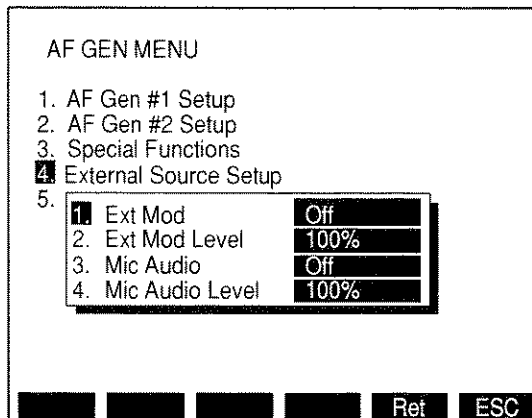 AF GEN MENU
1. AF Gen #1 Setup
2. AF Gen #2 Setup
3. Special Functions
4. External Source Setup
5.
1. Ext Mod Off
2. Ext Mod Level 100%
3. Mic Audio Off
4. Mic Audio Level 100%
Ret ESC